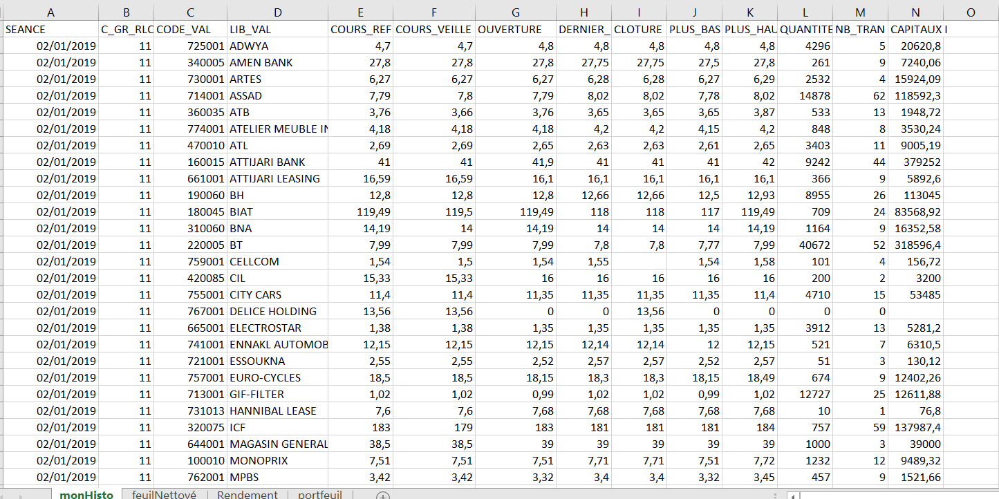 A B C D E F G H I J K L M N O
SEANCE C_GR_RLC CODE_VAL LIB_VAL COURS_REF COURS_VEILLE OUVERTURE DERNIER_ CLOTURE PLUS_BAS PLUS_HAU QUANTITE NB_TRAN CAPITAUX I
02/01/2019 11 725001 ADWYA 4,7 4,7 4,8 4,8 4,8 4,8 4,8 4296 5 20620,8
02/01/2019 11 340005 AMEN BANK 27,8 27,8 27,8 27,75 27,75 27,5 27,8 261 9 7240,06
02/01/2019 11 730001 ARTES 6,27 6,27 6,27 6,28 6,28 6,27 6,29 2532 4 15924,09
02/01/2019 11 714001 ASSAD 7,79 7,8 7,79 8,02 8,02 7,78 8,02 14878 62 118592,3
02/01/2019 11 360035 ATB 3,76 3,66 3,76 3,65 3,65 3,65 3,87 533 13 1948,72
02/01/2019 11 774001 ATELIER MEUBLE IN 4,18 4,18 4,18 4,2 4,2 4,15 4,2 848 8 3530,24
02/01/2019 11 470010 ATL 2,69 2,69 2,65 2,63 2,63 2,61 2,65 3403 11 9005,19
02/01/2019 11 160015 ATTIJARI BANK 41 41 41,9 41 41 41 42 9242 44 379252
02/01/2019 11 661001 ATTIJARI LEASING 16,59 16,59 16,1 16,1 16,1 16,1 16,1 366 9 5892,6
02/01/2019 11 190060 BH 12,8 12,8 12,8 12,66 12,66 12,5 12,93 8955 26 113045
02/01/2019 11 180045 BIAT 119,49 119,5 119,49 118 118 117 119,49 709 24 83568,92
02/01/2019 11 310060 BNA 14,19 14 14,19 14 14 14 14,19 1164 9 16352,58
02/01/2019 11 220005 BT 7,99 7,99 7,99 7,8 7,8 7,77 7,99 40672 52 318596,4
02/01/2019 11 759001 CELLCOM 1,54 1,5 1,54 1,55 1,54 1,58 101 4 156,72
02/01/2019 11 420085 CIL 15,33 15,33 16 16 16 16 16 200 2 3200
02/01/2019 11 755001 CITY CARS 11,4 11,4 11,35 11,35 11,35 11,35 11,4 4710 15 53485
02/01/2019 11 767001 DELICE HOLDING 13,56 13,56 0 0 13,56 0 0 0 0
02/01/2019 11 665001 ELECTROSTAR 1,38 1,38 1,35 1,35 1,35 1,35 1,35 3912 13 5281,2
02/01/2019 11 741001 ENNAKL AUTOMOB 12,15 12,15 12,15 12,14 12,14 12 12,15 521 7 6310,5
02/01/2019 11 721001 ESSOUKNA 2,55 2,55 2,52 2,57 2,57 2,52 2,57 51 3 130,12
02/01/2019 11 757001 EURO-CYCLES 18,5 18,5 18,15 18,3 18,3 18,15 18,49 674 9 12402,26
02/01/2019 11 713001 GIF-FILTER 1,02 1,02 0,99 1,02 1,02 0,99 1,02 12727 25 12611,88
02/01/2019 11 731013 HANNIBAL LEASE 7,6 7,6 7,68 7,68 7,68 7,68 7,68 10 1 76,8
02/01/2019 11 320075 ICF 183 179 183 181 181 181 184 757 59 137987,4
02/01/2019 11 644001 MAGASIN GENERAL 38,5 38,5 39 39 39 39 39 1000 3 39000
02/01/2019 11 100010 MONOPRIX 7,51 7,51 7,51 7,71 7,71 7,51 7,72 1232 12 9489,32
02/01/2019 11 762001 MPBS 3,42 3,42 3,32 3,4 3,4 3,32 3,45 457 9 1521,66
monHisto feuilNettové Rendement portfeuil